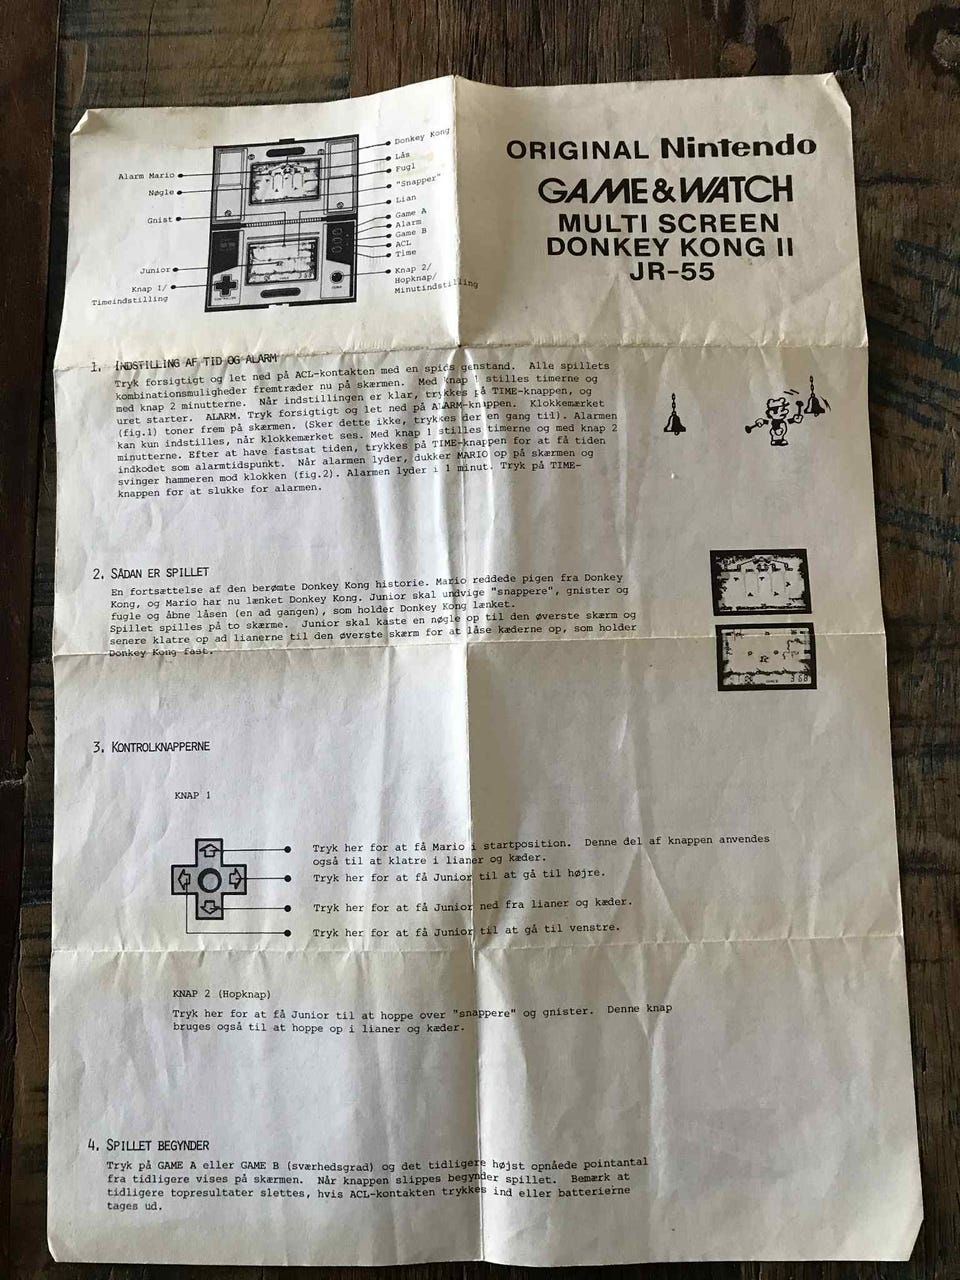 ORIGINAL Nintendo
GAME&WATCH
MULTI SCREEN
DONKEY KONG II
JR-55
Alarm Mario
Nøgle
Gnist
Junior
Knap 1/
Timeindstilling
Donkey Kong
Lås
Fugl
"Snapper"
Lian
Game A
Alarm
Game B
ACL
Time
Knap 2/
Hopknap/
Minutindstilling
1. INDSTILLING AF TID OG ALARM
Tryk forsigtigt og let ned på ACL-kontakten med en spids genstand. Alle spillets
kombinationsmuligheder fremtræder nu på skærmen. Med knap 1 stilles timerne og
med knap 2 minutterne. Når indstillingen er klar, trykkes på TIME-knappen, og
uret starter. ALARM. Tryk forsigtigt og let ned på ALARM-knappen. Klokkemærket
(fig.1) toner frem på skærmen. (Sker dette ikke, trykkes der en gang til). Alarmen
kan kun indstilles, når klokkemærket ses. Med knap 1 stilles timerne og med knap 2
minutterne. Efter at have fastsat tiden, trykkes på TIME-knappen for at få tiden
indkodet som alarmtidspunkt. Når alarmen lyder, dukker MARIO op på skærmen og
svinger hammeren mod klokken (fig.2). Alarmen lyder i 1 minut. Tryk på TIME-
knappen for at slukke for alarmen.
2. SÅDAN ER SPILLET
En fortsættelse af den berømte Donkey Kong historie. Mario reddede pigen fra Donkey
Kong, og Mario har nu lænket Donkey Kong. Junior skal undvige "snappere", gnister og
fugle og åbne låsen (en ad gangen), som holder Donkey Kong lænket.
Spillet spilles på to skærme. Junior skal kaste en nøgle op til den øverste skærm og
senere klatre op ad lianerne til den øverste skærm for at låse kæderne op, som holder
Donkey Kong fast.
3. KONTROLKNAPPERNE
KNAP 1
Tryk her for at få Mario i startposition. Denne del af knappen anvendes
også til at klatre i lianer og kæder.
Tryk her for at få Junior til at gå til højre.
Tryk her for at få Junior ned fra lianer og kæder.
Tryk her for at få Junior til at gå til venstre.
KNAP 2 (Hopknap)
Tryk her for at få Junior til at hoppe over "snappere" og gnister. Denne knap
bruges også til at hoppe op i lianer og kæder.
4. SPILLET BEGYNDER
Tryk på GAME A eller GAME B (sværhedsgrad) og det tidligere højst opnåede pointantal
fra tidligere vises på skærmen. Når knappen slippes begynder spillet. Bemærk at
tidligere topresultater slettes, hvis ACL-kontakten trykkes ind eller batterierne
tages ud.